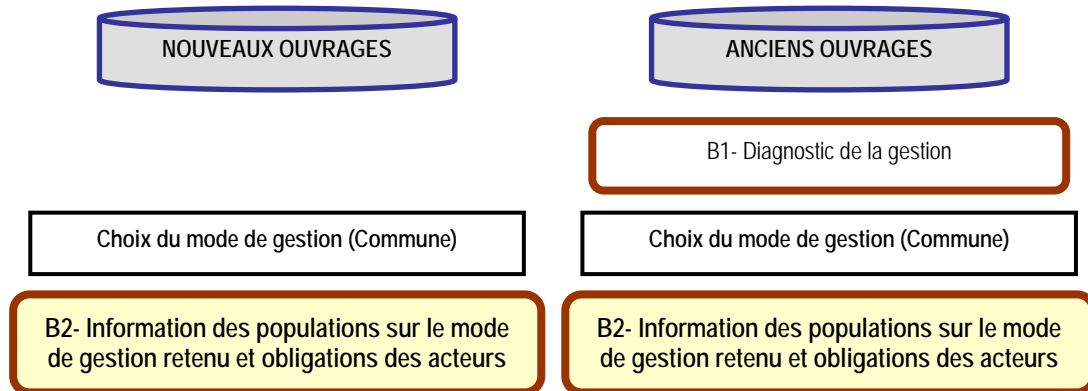 NOUVEAUX OUVRAGES
ANCIENS OUVRAGES
B1- Diagnostic de la gestion
Choix du mode de gestion (Commune)
Choix du mode de gestion (Commune)
B2- Information des populations sur le mode
de gestion retenu et obligations des acteurs
B2- Information des populations sur le mode
de gestion retenu et obligations des acteurs